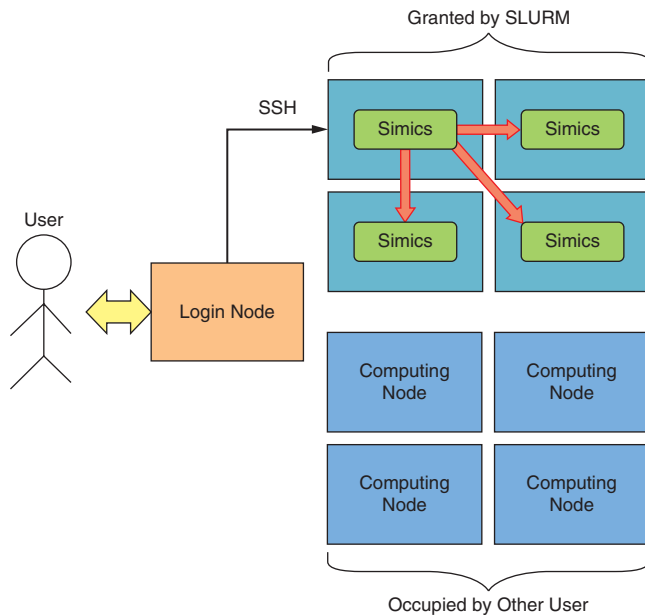 Granted by SLURM
SSH
Simics
Simics
User
Simics
Simics
Login Node
Computing
Node
Computing
Node
Computing
Node
Computing
Node
Occupied by Other User